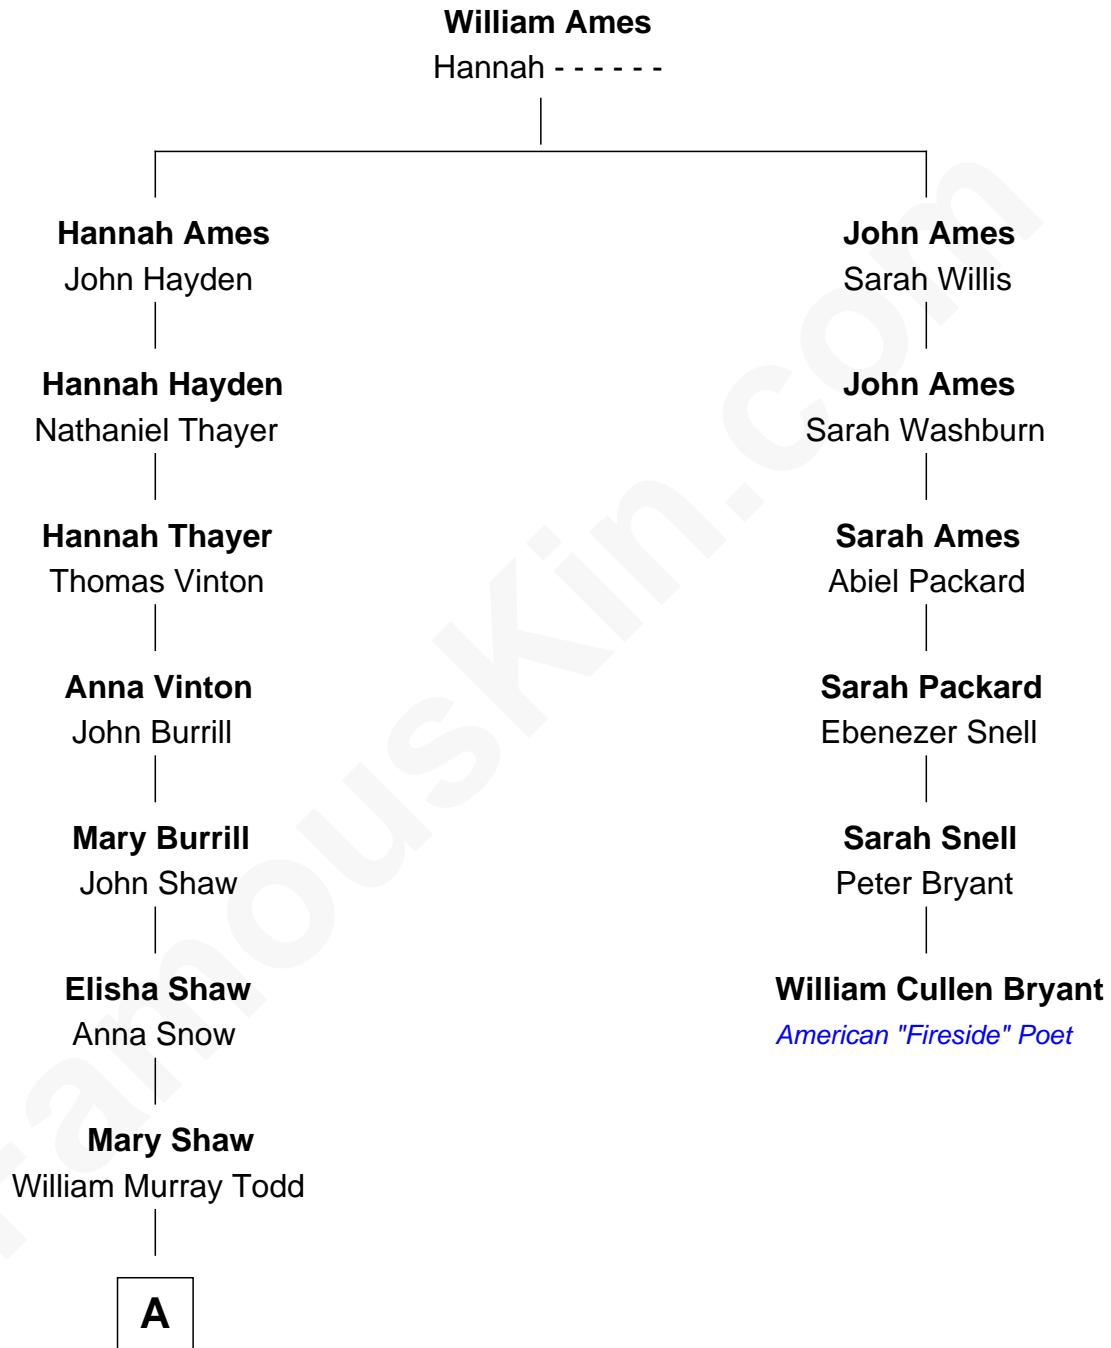 William Ames
Hannah - - - - - -
Hannah Ames
John Hayden
John Ames
Sarah Willis
Hannah Hayden
Nathaniel Thayer
John Ames
Sarah Washburn
Hannah Thayer
Thomas Vinton
Sarah Ames
Abiel Packard
Anna Vinton
John Burrill
Sarah Packard
Ebenezer Snell
Mary Burrill
John Shaw
Sarah Snell
Peter Bryant
Elisha Shaw
Anna Snow
William Cullen Bryant
American "Fireside" Poet
Mary Shaw
William Murray Todd
A
FamousKin.com